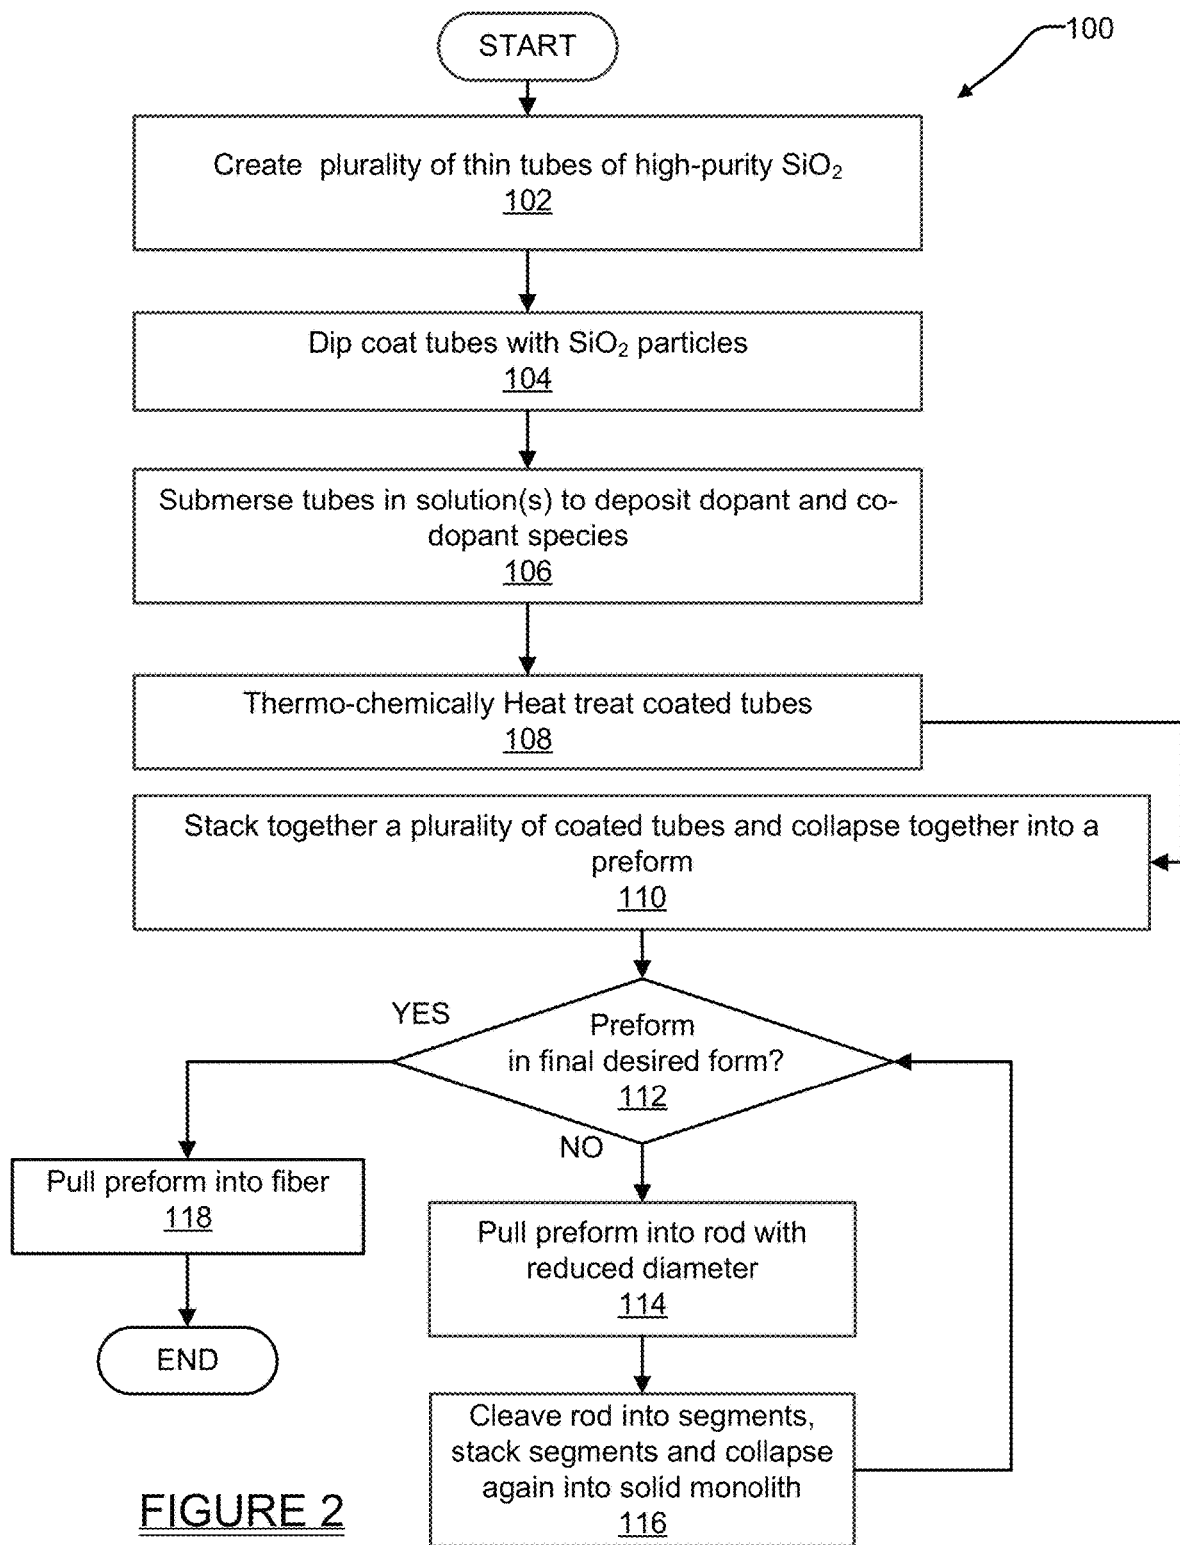 START
100
Create plurality of thin tubes of high-purity SiO₂
102
Dip coat tubes with SiO₂ particles
104
Submerse tubes in solution(s) to deposit dopant and co-
dopant species
106
Thermo-chemically Heat treat coated tubes
108
Stack together a plurality of coated tubes and collapse together into a
preform
110
YES
Preform
in final desired form?
112
NO
Pull preform into fiber
118
Pull preform into rod with
reduced diameter
114
END
Cleave rod into segments,
stack segments and collapse
again into solid monolith
116
FIGURE 2